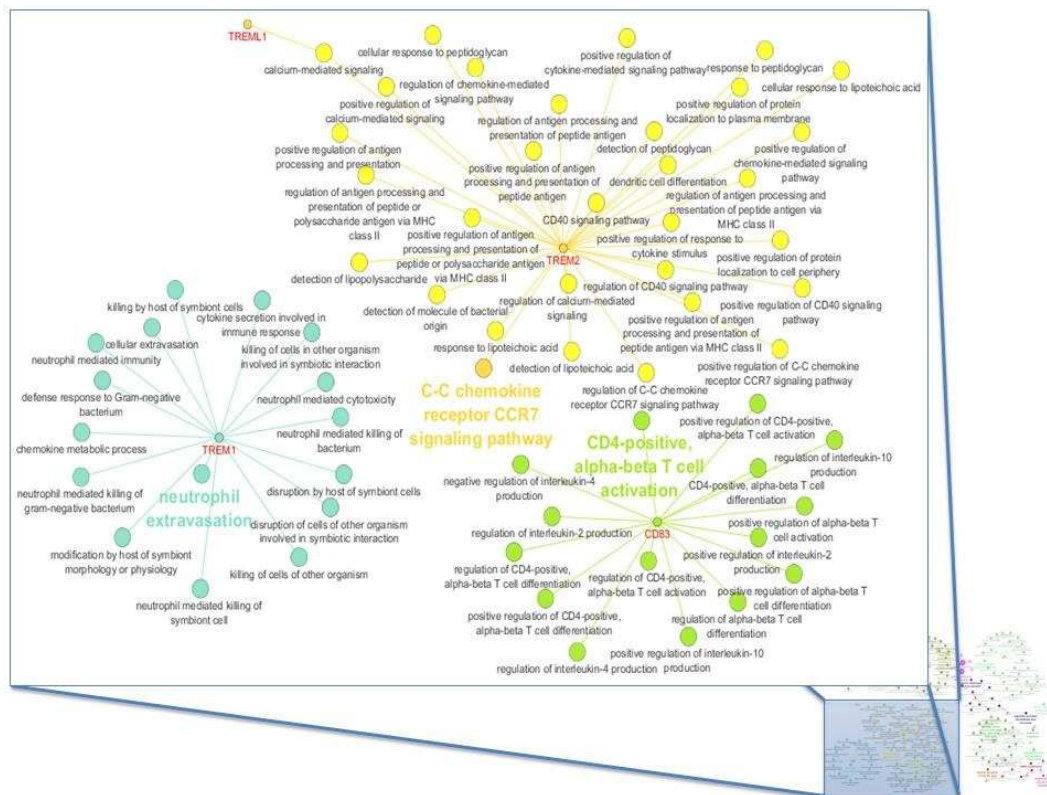 TREML1
calcium-mediated signaling
cellular response to peptidoglycan
regulation of chemokine-mediated
signaling pathway
positive regulation of
cytokine-mediated signaling pathway
response to peptidoglycan
cellular response to lipoteichoic acid
positive regulation of
calcium-mediated signaling
regulation of antigen processing and
presentation of peptide antigen
positive regulation of protein
localization to plasma membrane
detection of peptidoglycan
positive regulation of antigen
processing and presentation
positive regulation of antigen
processing and presentation of
peptide antigen
dendritic cell differentiation
positive regulation of
chemokine-mediated signaling
pathway
regulation of antigen processing and
presentation of peptide or
polysaccharide antigen via MHC
class II
CD40 signaling pathway
regulation of antigen processing and
presentation of peptide antigen via
MHC class II
positive regulation of antigen
processing and presentation of
peptide or polysaccharide antigen
via MHC class II
TREM2
positive regulation of response to
cytokine stimulus
positive regulation of protein
localization to cell periphery
detection of lipopolysaccharide
regulation of CD40 signaling pathway
detection of molecule of bacterial
origin
regulation of calcium-mediated
signaling
positive regulation of antigen
processing and presentation of
peptide antigen via MHC class II
positive regulation of CD40 signaling
pathway
response to lipoteichoic acid
detection of lipoteichoic acid
regulation of C-C chemokine
receptor CCR7 signaling pathway
positive regulation of C-C chemokine
receptor CCR7 signaling pathway
C-C chemokine
receptor CCR7
signaling pathway
killing by host of symbiont cells
cytokine secretion involved in
immune response
cellular extravasation
killing of cells in other organism
involved in symbiotic interaction
neutrophil mediated immunity
defense response to Gram-negative
bacterium
neutrophil mediated cytotoxicity
chemokine metabolic process
TREM1
neutrophil mediated killing of
bacterium
neutrophil mediated killing of
gram-negative bacterium
neutrophil
extravasation
disruption by host of symbiont cells
disruption of cells of other organism
involved in symbiotic interaction
modification by host of symbiont
morphology or physiology
killing of cells of other organism
neutrophil mediated killing of
symbiont cell
CD4-positive,
alpha-beta T cell
activation
positive regulation of CD4-positive,
alpha-beta T cell activation
regulation of interleukin-10
production
negative regulation of interleukin-4
production
CD4-positive, alpha-beta T cell
differentiation
regulation of interleukin-2 production
CD83
positive regulation of alpha-beta T
cell activation
regulation of CD4-positive,
alpha-beta T cell differentiation
regulation of CD4-positive,
alpha-beta T cell activation
positive regulation of interleukin-2
production
positive regulation of alpha-beta T
cell differentiation
positive regulation of CD4-positive,
alpha-beta T cell differentiation
regulation of alpha-beta T cell
differentiation
regulation of interleukin-4 production
positive regulation of interleukin-10
production